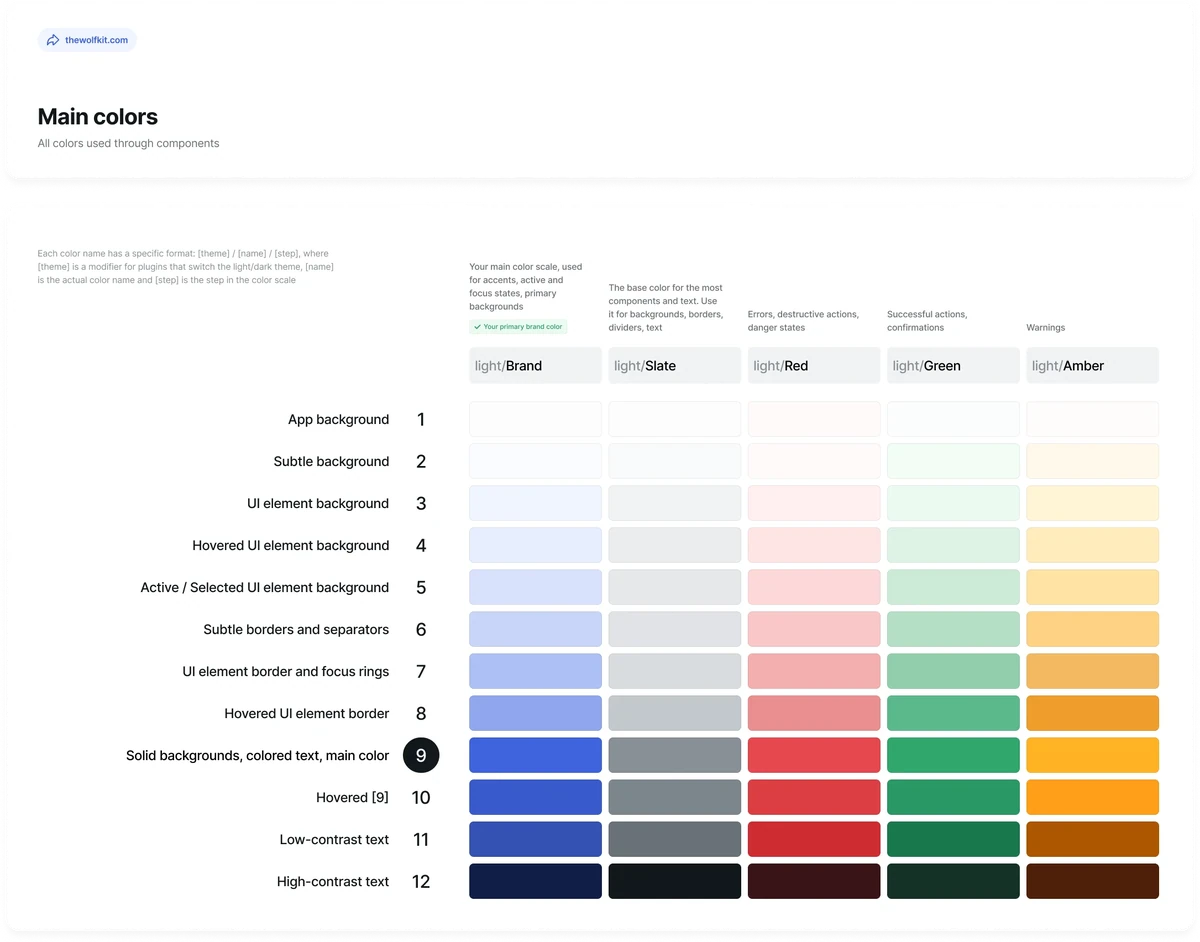 thewolfkit.com
Main colors
All colors used through components
Each color name has a specific format: [theme] / [name] / [step], where
[theme] is a modifier for plugins that switch the light/dark theme, [name]
is the actual color name and [step] is the step in the color scale
Your main color scale, used
for accents, active and
focus states, primary
backgrounds
Your primary brand color
The base color for the most
components and text. Use
it for backgrounds, borders,
dividers, text
Errors, destructive actions,
danger states
Successful actions,
confirmations
Warnings
light/Brand
light/Slate
light/Red
light/Green
light/Amber
App background 1
Subtle background 2
UI element background 3
Hovered UI element background 4
Active / Selected UI element background 5
Subtle borders and separators 6
UI element border and focus rings 7
Hovered UI element border 8
Solid backgrounds, colored text, main color 9
Hovered [9] 10
Low-contrast text 11
High-contrast text 12